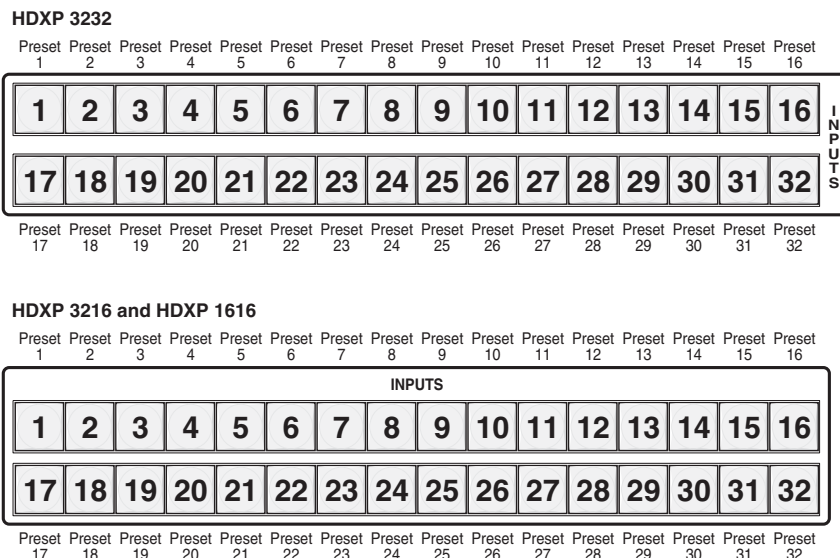 HDXP 3232
Preset Preset Preset Preset Preset Preset Preset Preset Preset Preset Preset Preset Preset Preset Preset Preset
1 2 3 4 5 6 7 8 9 10 11 12 13 14 15 16
1 2 3 4 5 6 7 8 9 10 11 12 13 14 15 16
INPUTS
17 18 19 20 21 22 23 24 25 26 27 28 29 30 31 32
Preset Preset Preset Preset Preset Preset Preset Preset Preset Preset Preset Preset Preset Preset Preset Preset
17 18 19 20 21 22 23 24 25 26 27 28 29 30 31 32
HDXP 3216 and HDXP 1616
Preset Preset Preset Preset Preset Preset Preset Preset Preset Preset Preset Preset Preset Preset Preset Preset
1 2 3 4 5 6 7 8 9 10 11 12 13 14 15 16
INPUTS
1 2 3 4 5 6 7 8 9 10 11 12 13 14 15 16
17 18 19 20 21 22 23 24 25 26 27 28 29 30 31 32
Preset Preset Preset Preset Preset Preset Preset Preset Preset Preset Preset Preset Preset Preset Preset Preset
17 18 19 20 21 22 23 24 25 26 27 28 29 30 31 32